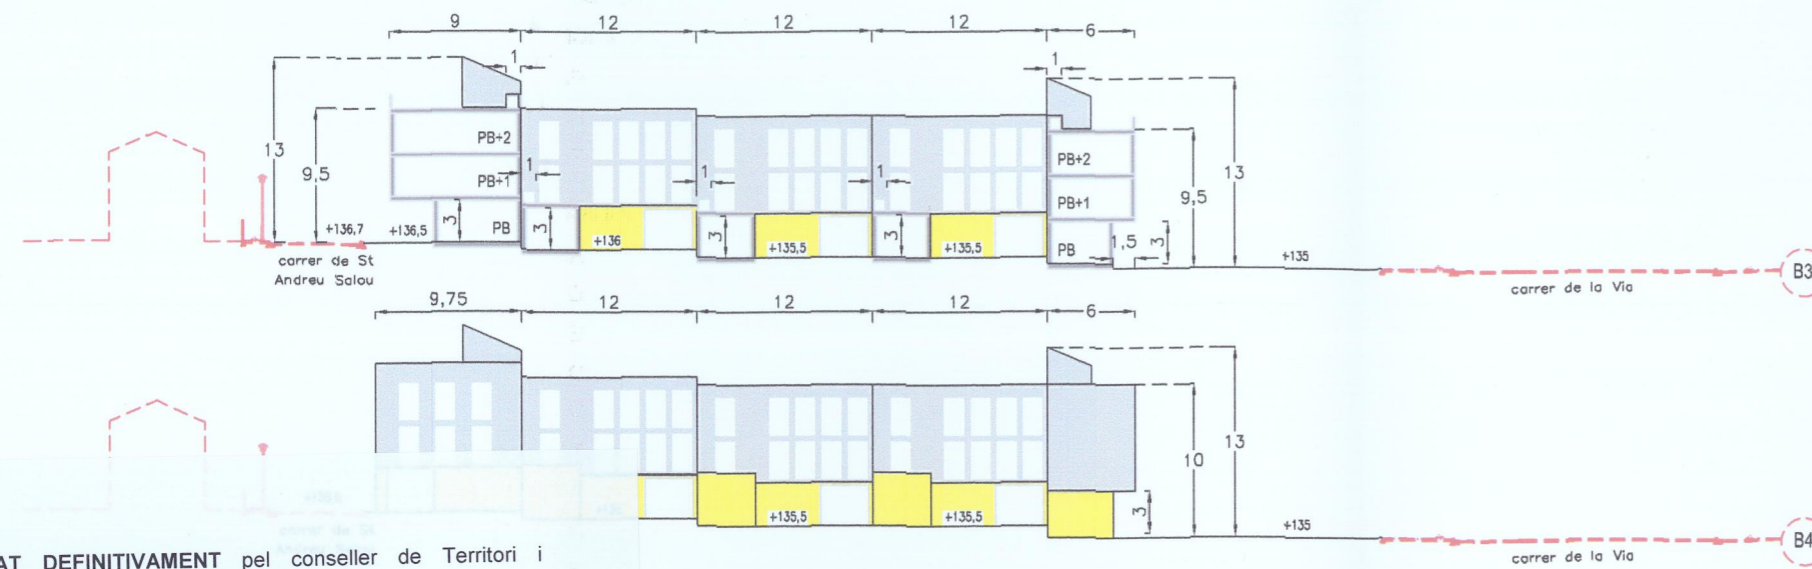 9 12 12 12 6
1 1
13 9,5 PB+2 PB+2 13
PB+1 1 1 1 PB+1 9,5
+136,7 +136,5 3 PB 3 +136 3 +135,5 3 +135,5 PB 1,5 3 +135
carrer de St
Andreu Salou
carrer de la Via
B3
9,75 12 12 12 6
13
10
3
+135,5 +135,5 +135
carrer de la Via
B4
AT DEFINITIVAMENT pel conseller de Territori i